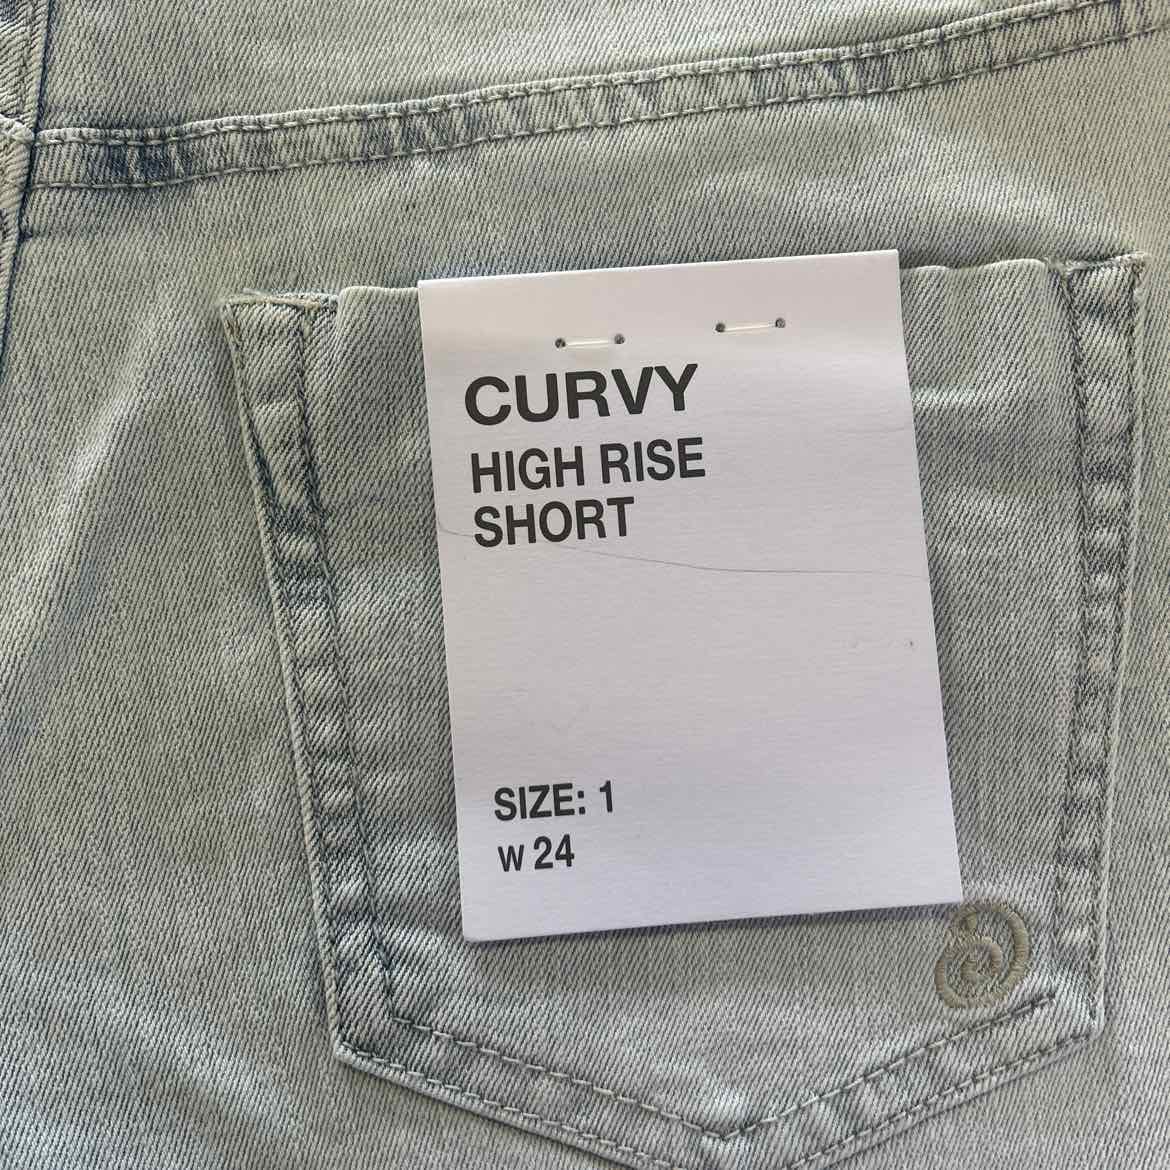 CURVY
HIGH RISE
SHORT
SIZE: 1
W 24